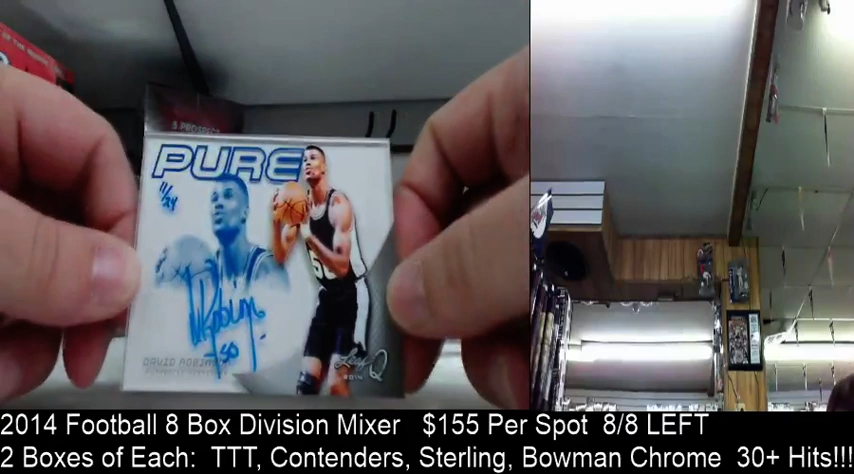 PURE
11/24
DAVID ROBINSON
Leaf Q
2014
50
2014 Football 8 Box Division Mixer $155 Per Spot 8/8 LEFT
2 Boxes of Each: TTT, Contenders, Sterling, Bowman Chrome 30+ Hits!!!